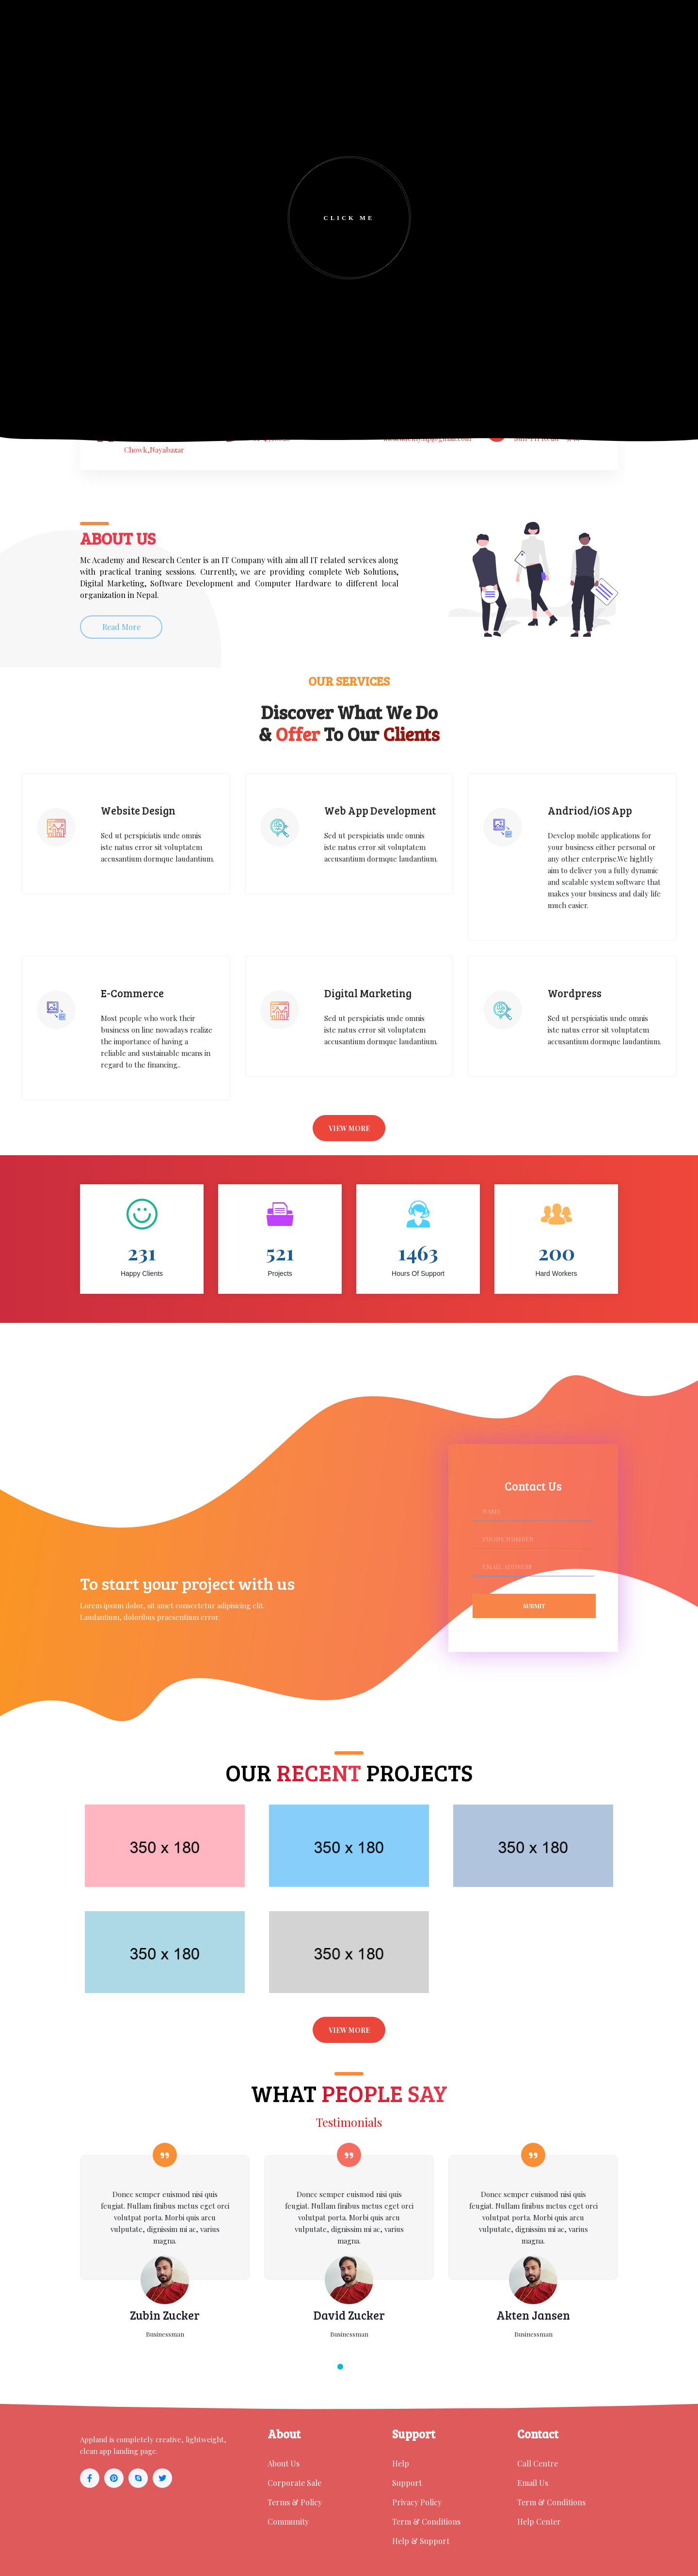 CLICK ME
Chowk,Nayabazar
ABOUT US
Mc Academy and Research Center is an IT Company with aim all IT related services along
with practical traning sessions. Currently, we are providing complete Web Solutions,
Digital Marketing, Software Development and Computer Hardware to different local
organization in Nepal.
Read More
OUR SERVICES
Discover What We Do
& Offer To Our Clients
Website Design
Sed ut perspiciatis unde omnis
iste natus error sit voluptatem
accusantium dormque laudantium.
Web App Development
Sed ut perspiciatis unde omnis
iste natus error sit voluptatem
accusantium dormque laudantium.
Andriod/iOS App
Develop mobile applications for
your business either personal or
any other enterprise.We hightly
aim to deliver you a fully dynamic
and scalable system software that
makes your business and daily life
much easier.
E-Commerce
Most people who work their
business on line nowadays realize
the importance of having a
reliable and sustainable means in
regard to the financing..
Digital Marketing
Sed ut perspiciatis unde omnis
iste natus error sit voluptatem
accusantium dormque laudantium.
Wordpress
Sed ut perspiciatis unde omnis
iste natus error sit voluptatem
accusantium dormque laudantium.
VIEW MORE
231
Happy Clients
521
Projects
1463
Hours Of Support
200
Hard Workers
To start your project with us
Lorem ipsum dolor, sit amet consectetur adipisicing elit.
Laudantium, doloribus praesentium error.
Contact Us
NAME
PHONE NUMBER
EMAIL ADDRESS
SUBMIT
OUR RECENT PROJECTS
350 x 180
350 x 180
350 x 180
350 x 180
350 x 180
VIEW MORE
WHAT PEOPLE SAY
Testimonials
Donec semper euismod nisi quis
feugiat. Nullam finibus metus eget orci
volutpat porta. Morbi quis arcu
vulputate, dignissim mi ac, varius
magna.
Zubin Zucker
Businessman
Donec semper euismod nisi quis
feugiat. Nullam finibus metus eget orci
volutpat porta. Morbi quis arcu
vulputate, dignissim mi ac, varius
magna.
David Zucker
Businessman
Donec semper euismod nisi quis
feugiat. Nullam finibus metus eget orci
volutpat porta. Morbi quis arcu
vulputate, dignissim mi ac, varius
magna.
Akten Jansen
Businessman
Appland is completely creative, lightweight,
clean app landing page.
About
About Us
Corporate Sale
Terms & Policy
Community
Support
Help
Support
Privacy Policy
Term & Conditions
Help & Support
Contact
Call Centre
Email Us
Term & Conditions
Help Center